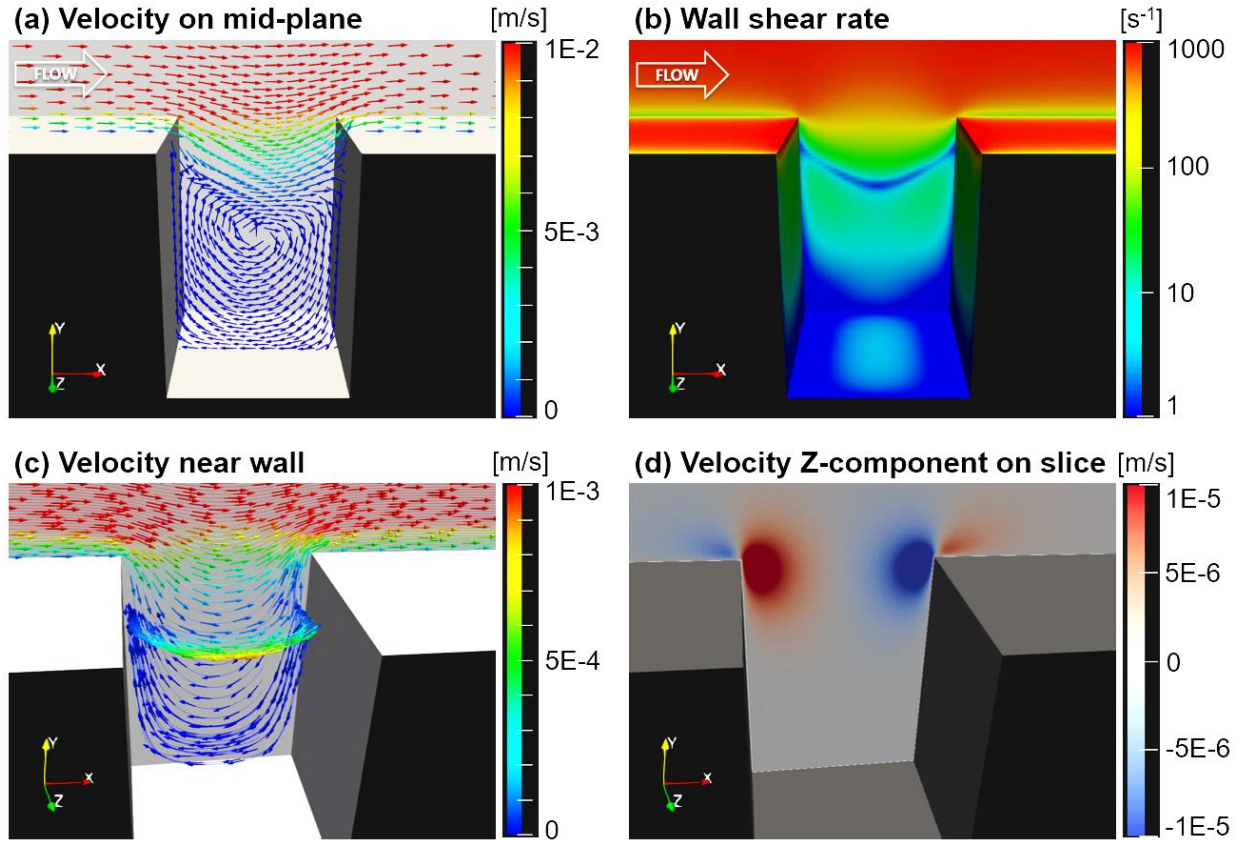 (a) Velocity on mid-plane [m/s]
FLOW
1E-2
5E-3
0
Y
X
Z
(b) Wall shear rate [s-1]
FLOW
1000
100
10
1
Y
X
Z
(c) Velocity near wall [m/s]
1E-3
5E-4
0
Y
X
Z
(d) Velocity Z-component on slice [m/s]
1E-5
5E-6
0
-5E-6
-1E-5
Y
X
Z